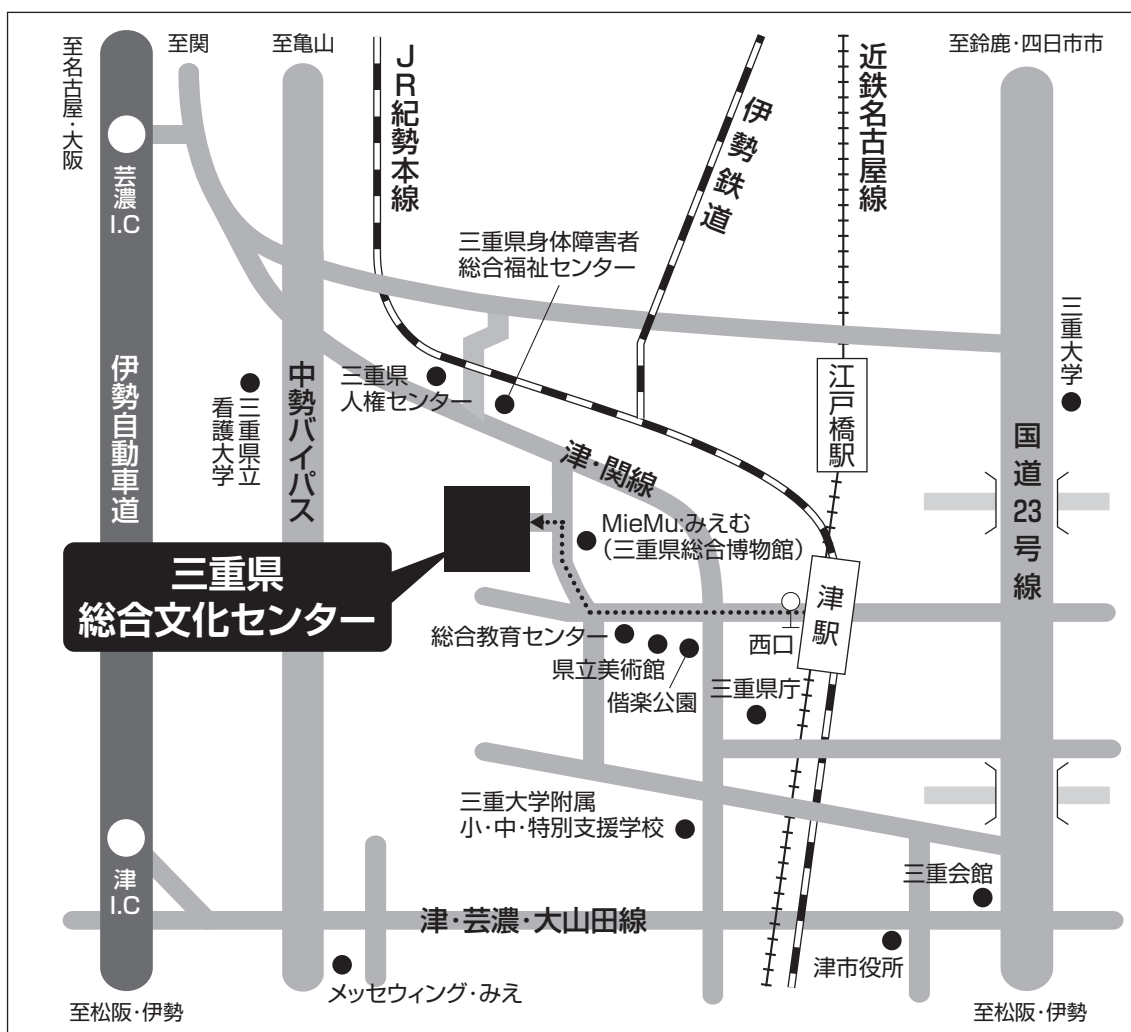 至名古屋・大阪
至関
至亀山
JR紀勢本線
伊勢鉄道
近鉄名古屋線
至鈴鹿・四日市市
芸濃
I.C
三重県身体障害者
総合福祉センター
三重大学
伊勢自動車道
三重県立
看護大学
中勢バイパス
三重県
人権センター
江戸橋駅
国道23号線
津・関線
MieMu:みえむ
（三重県総合博物館）
三重県
総合文化センター
津駅
西口
総合教育センター
県立美術館
偕楽公園
三重県庁
三重大学附属
小・中・特別支援学校
津
I.C
三重会館
津・芸濃・大山田線
津市役所
メッセウィング・みえ
至松阪・伊勢
至松阪・伊勢